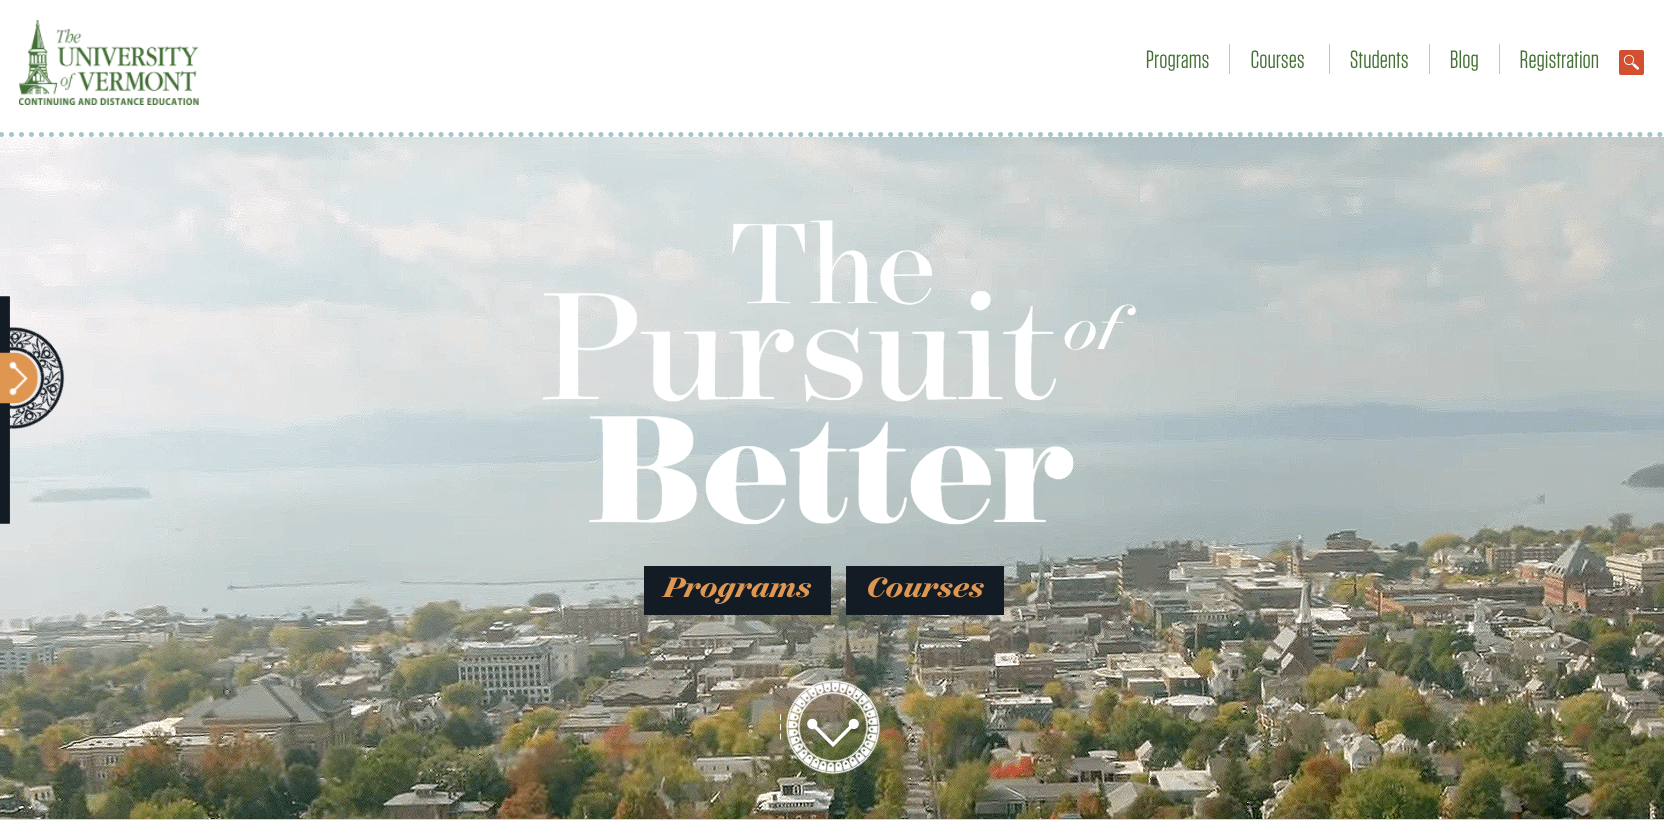 The
UNIVERSITY
of VERMONT
CONTINUING AND DISTANCE EDUCATION
Programs
Courses
Students
Blog
Registration
The
Pursuit of
Better
Programs
Courses